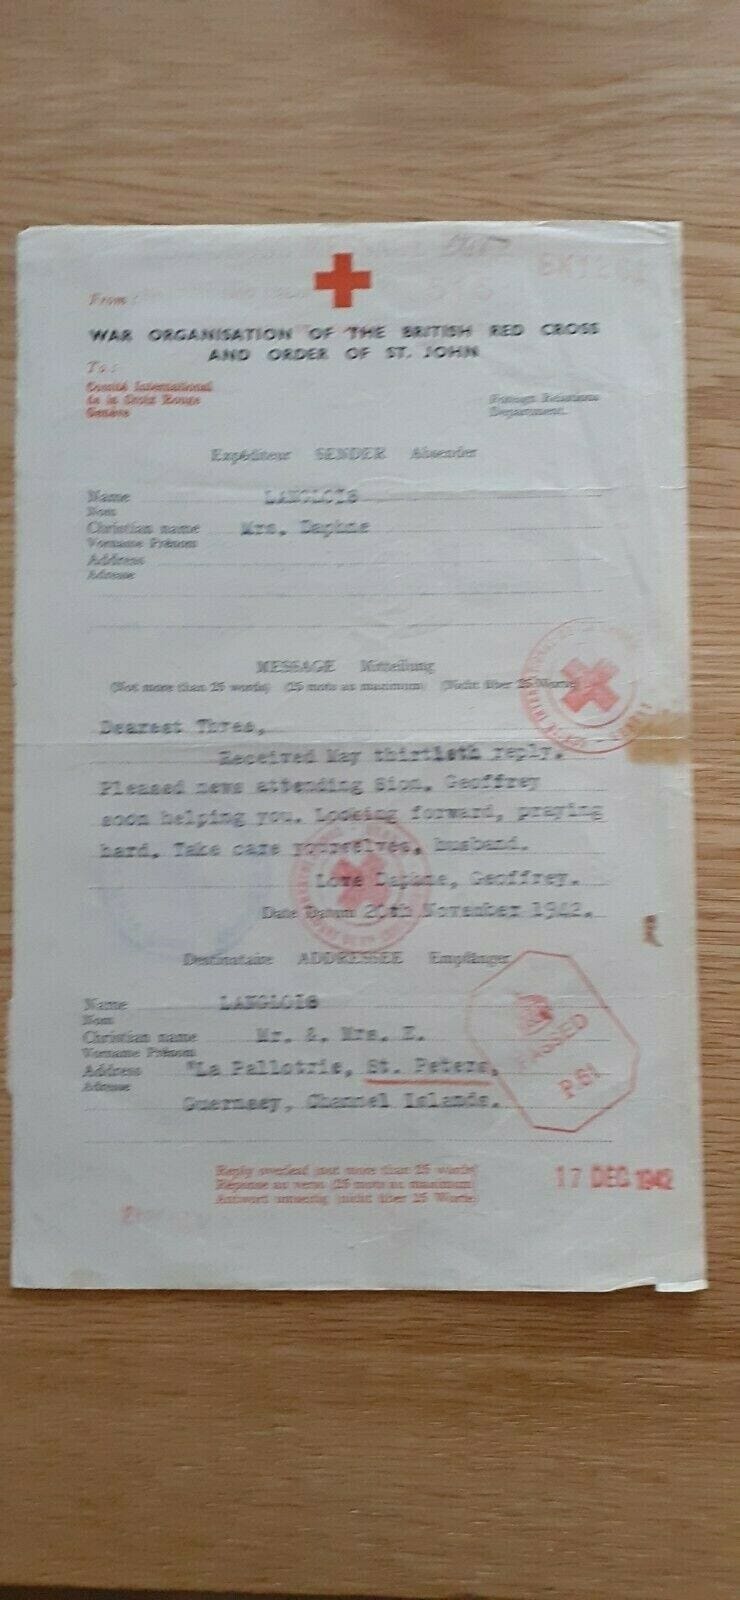 From:
WAR ORGANISATION OF THE BRITISH RED CROSS
AND ORDER OF ST. JOHN
To:
Comité International
de la Croix Rouge
Genève
Foreign Relations
Department.
Expéditeur SENDER Absender
Name LANGLOIS
Nom
Christian name Mrs. Daphne
Vorname Prénom
Address
Adresse
MESSAGE Mitteilung
(Not more than 25 words) (25 mots au maximum) (Nicht über 25 Worte)
Dearest Three,
Received May thirtieth reply.
Pleased news attending Sion. Geoffrey
soon helping you. Looking forward, praying
hard. Take care yourselves, husband.
Love Daphne, Geoffrey.
Date Datum 20th November 1942.
Destinataire ADDRESSEE Empfänger
Name LANGLOIS
Nom
Christian name Mr. &. Mrs. E.
Vorname Prénom
Address "La Pallotrie, St. Peters,
Adresse
Guernsey, Channel Islands.
PASSED
P.61
Reply overleaf (not more than 25 words)
Réponse au verso (25 mots au maximum)
Antwort umseitig (nicht über 25 Worte)
17 DEC 1942